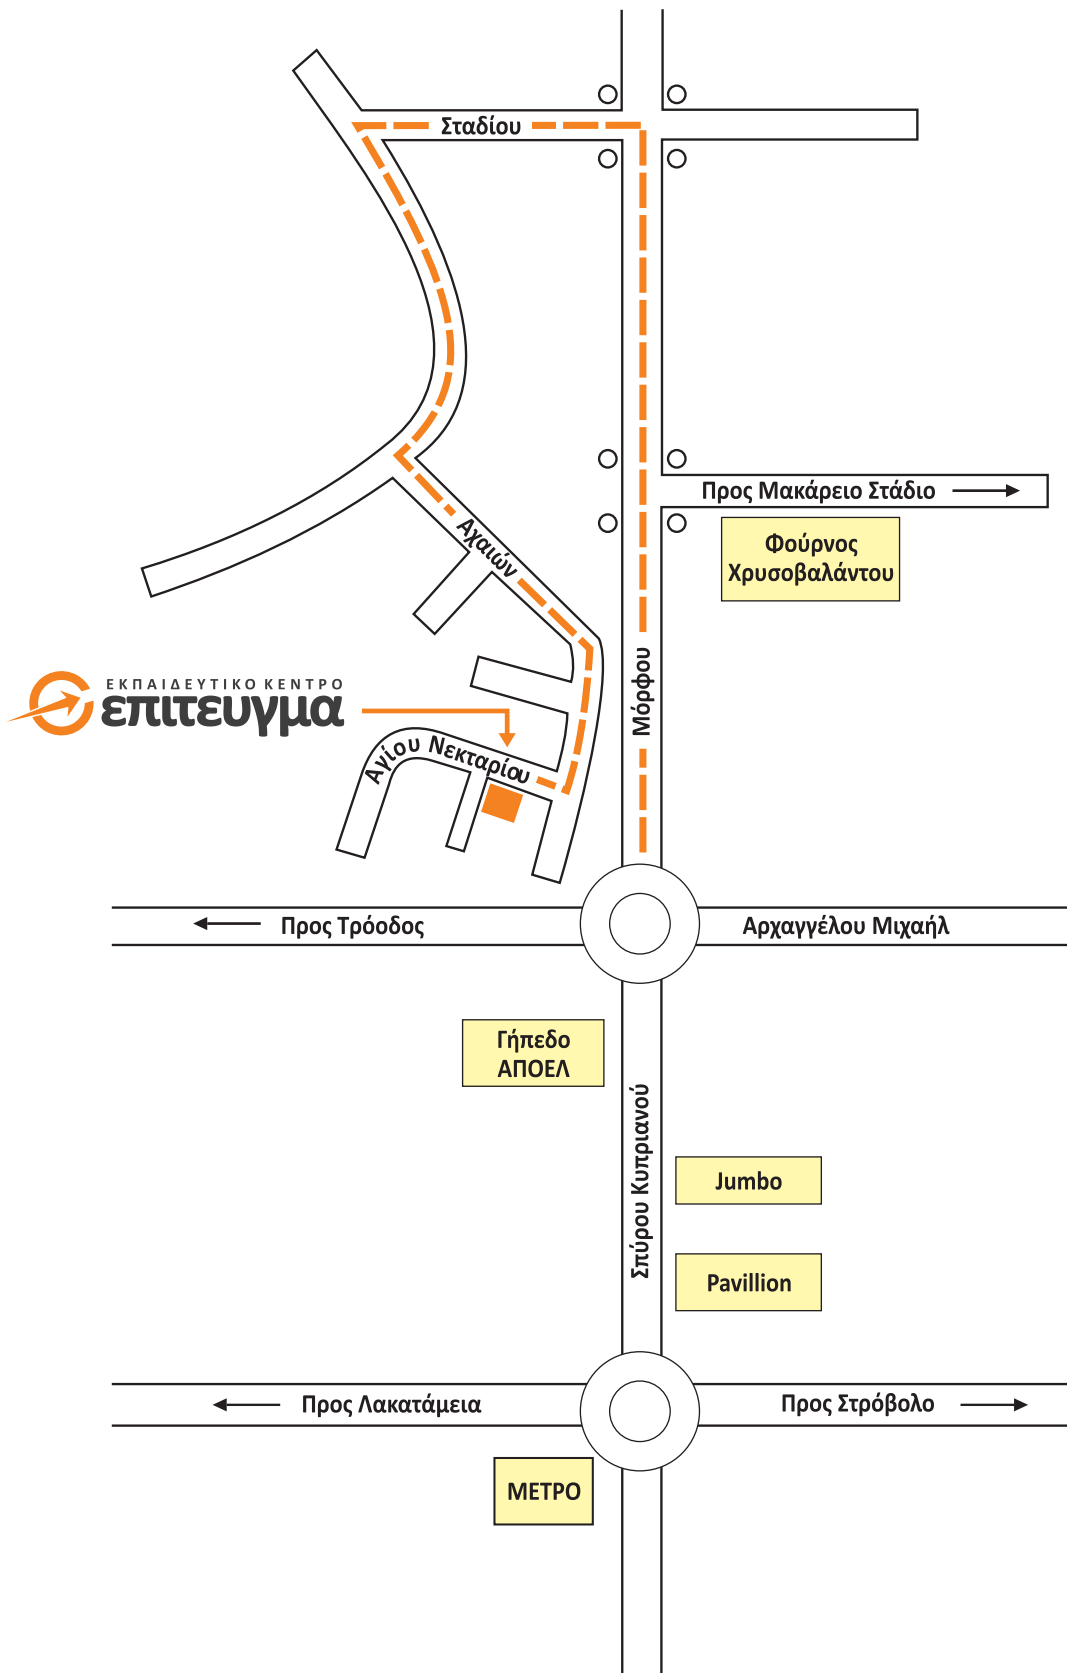 Σταδίου
Προς Μακάρειο Στάδιο
Φούρνος
Χρυσοβαλάντου
Αχαιών
Μόρφου
ΕΚΠΑΙΔΕΥΤΙΚΟ ΚΕΝΤΡΟ
επιτευγμα
Αγίου Νεκταρίου
Προς Τρόοδος
Αρχαγγέλου Μιχαήλ
Γήπεδο
ΑΠΟΕΛ
Σπύρου Κυπριανού
Jumbo
Pavillion
Προς Λακατάμεια
Προς Στρόβολο
ΜΕΤΡΟ